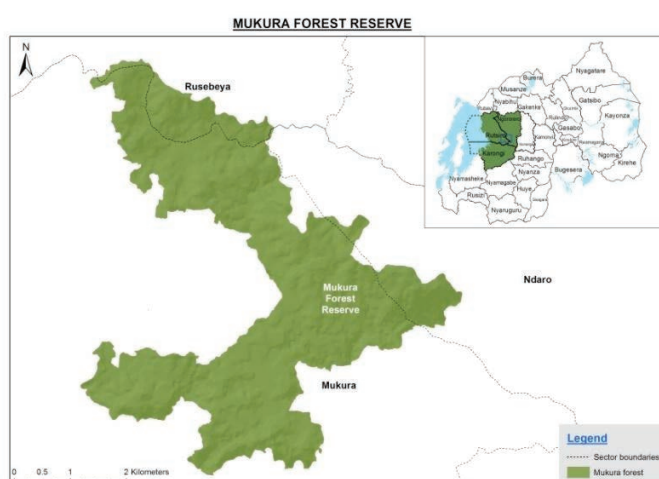 MUKURA FOREST RESERVE
N
Rusebeya
Burera
Nyagatare
Musanze
Nyabihu
Gakenke
Gatsibo
Kayonza
Gasabo
Rutsiro
Karongi
Ruhango
Ngoma
Kirehe
Bugesera
Nyanza
Nyamasheke
Nyamagabe
Huye
Rusizi
Nyaruguru
Ndaro
Mukura
Forest
Reserve
Mukura
Legend
Sector boundaries
Mukura forest
0 0.5 1 2 Kilometers